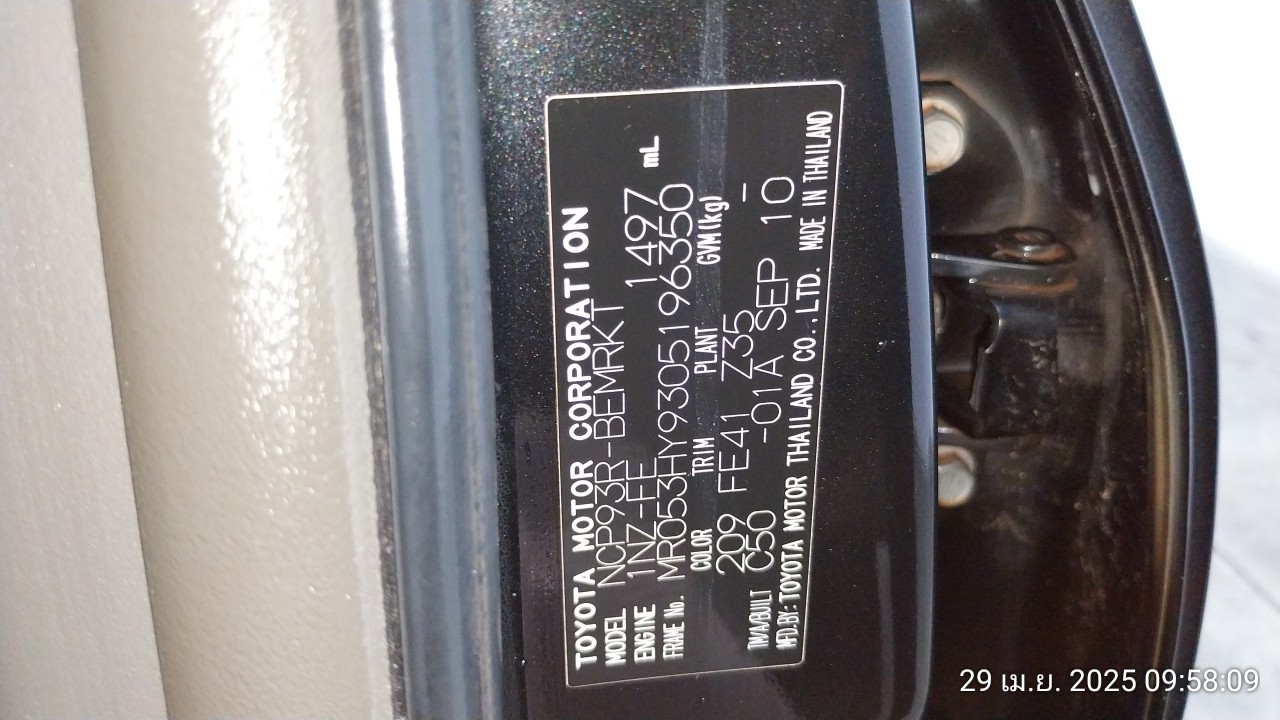 TOYOTA MOTOR CORPORATION
MODEL NCP93R-BEMRKT
ENGINE 1NZ-FE 1497 mL
FRAME No. MR053HY9305196350
COLOR TRIM PLANT GVM(kg)
209 FE41 Z35 -
TM/A/BUILT C50 -01A SEP 10
MFD.BY:TOYOTA MOTOR THAILAND CO.,LTD. MADE IN THAILAND
29 เม.ย. 2025 09:58:09